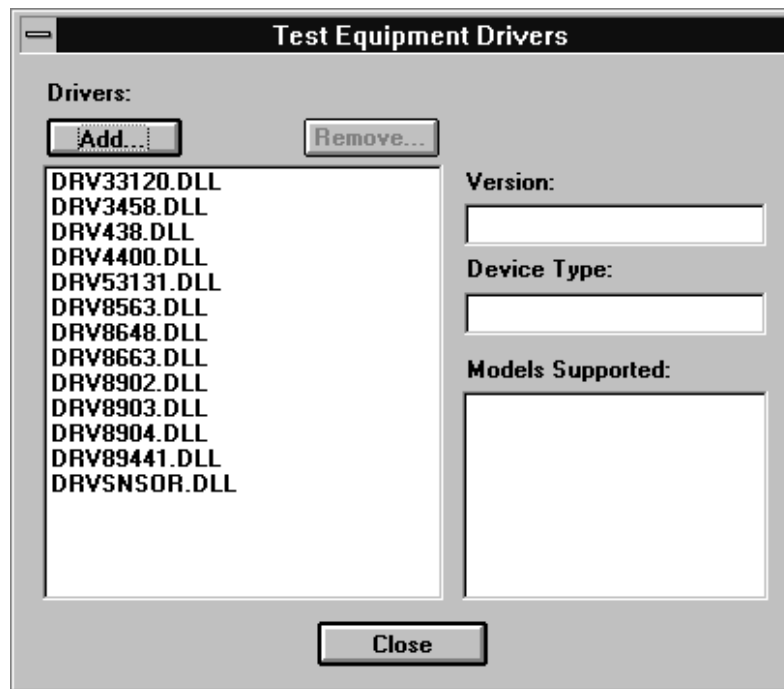 Test Equipment Drivers
Drivers:
Add...
Remove...
DRV33120.DLL
DRV3458.DLL
DRV438.DLL
DRV4400.DLL
DRV53131.DLL
DRV8563.DLL
DRV8648.DLL
DRV8663.DLL
DRV8902.DLL
DRV8903.DLL
DRV8904.DLL
DRV89441.DLL
DRVSNSOR.DLL
Version:
Device Type:
Models Supported:
Close